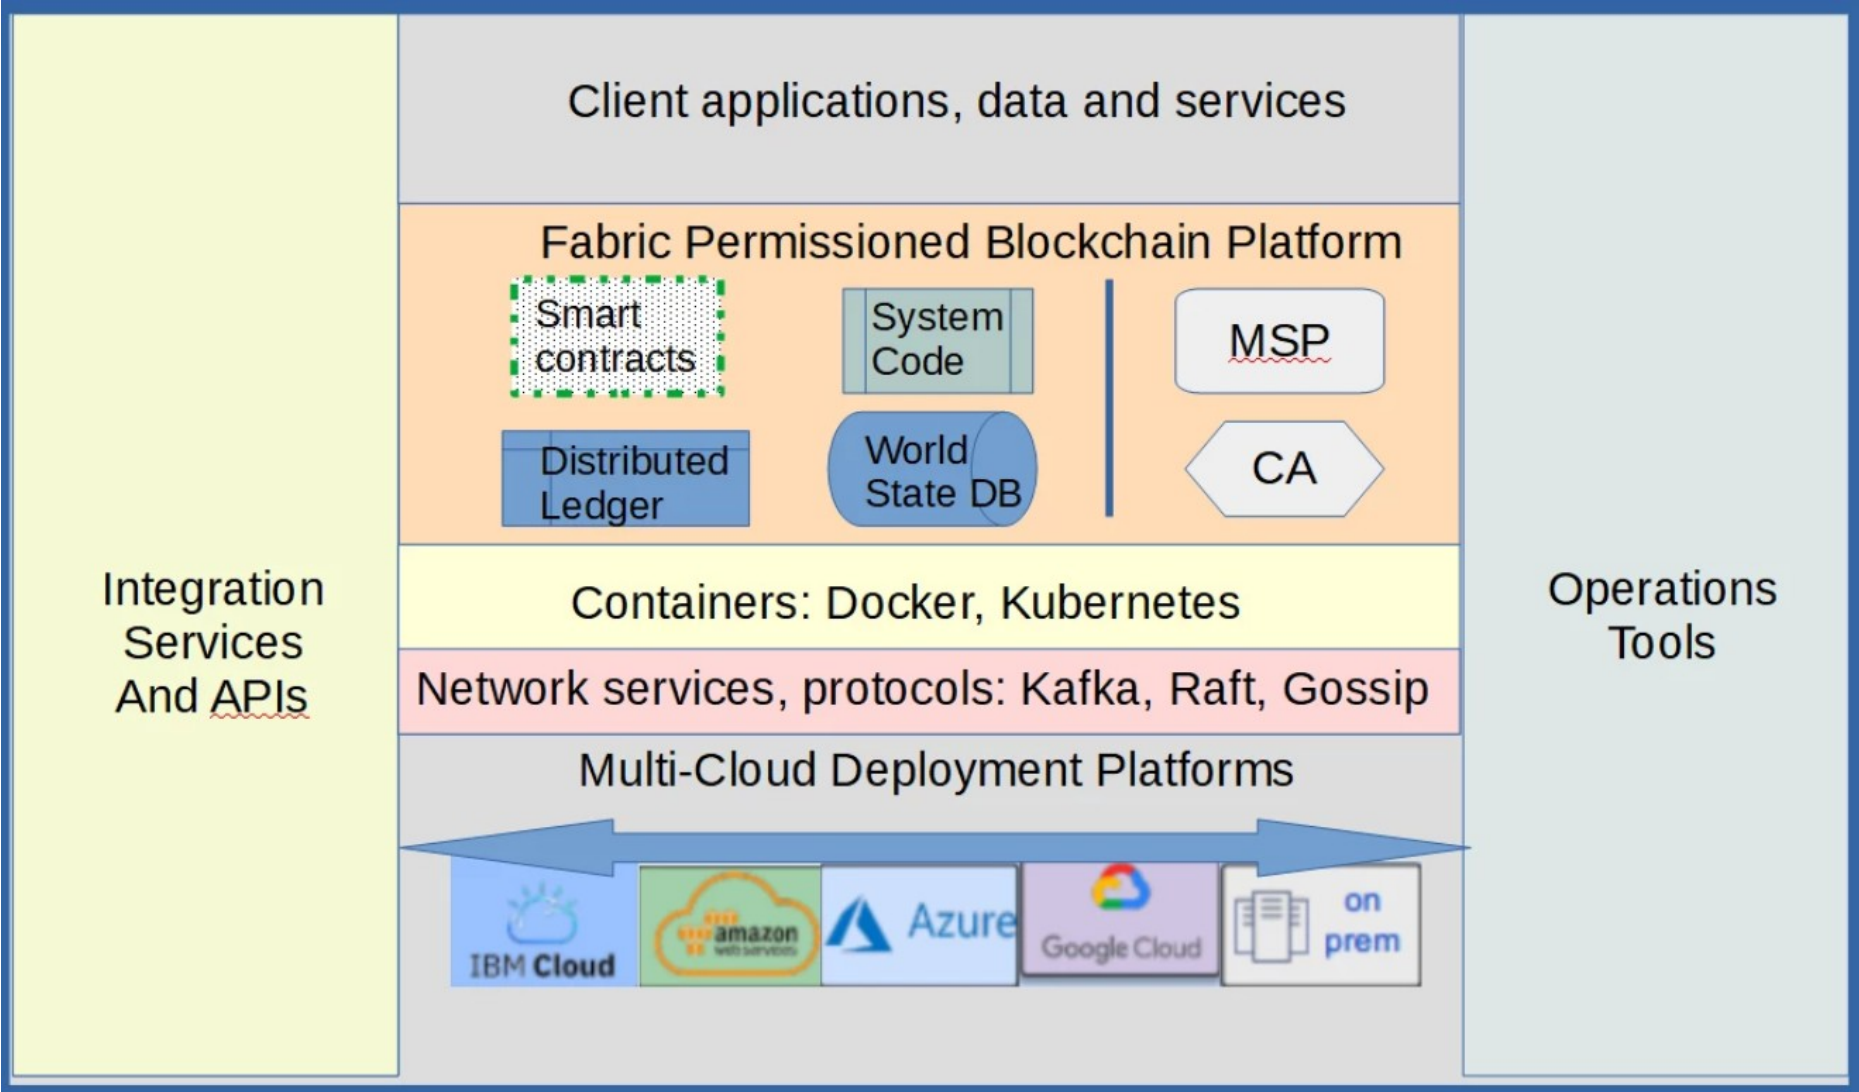 Client applications, data and services
Fabric Permissioned Blockchain Platform
Smart
contracts
System
Code
MSP
Distributed
Ledger
World
State DB
CA
Integration
Services
And APIs
Containers: Docker, Kubernetes
Operations
Tools
Network services, protocols: Kafka, Raft, Gossip
Multi-Cloud Deployment Platforms
IBM Cloud
amazon
web services
Azure
Google Cloud
on
prem